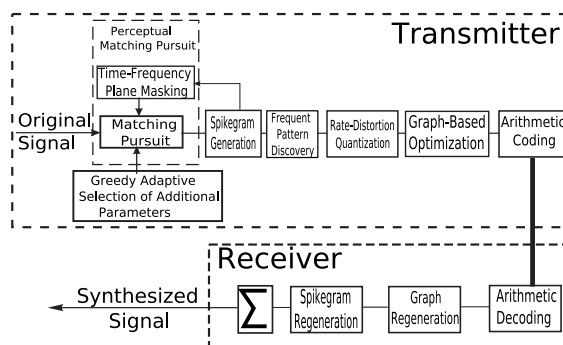 Perceptual
Matching Pursuit
Transmitter
Time-Frequency
Plane Masking
Original
Signal
Matching
Pursuit
Spikegram
Generation
Frequent
Pattern
Discovery
Rate-Distortion
Quantization
Graph-Based
Optimization
Arithmetic
Coding
Greedy Adaptive
Selection of Additional
Parameters
Receiver
Synthesized
Signal
Σ
Spikegram
Regeneration
Graph
Regeneration
Arithmetic
Decoding